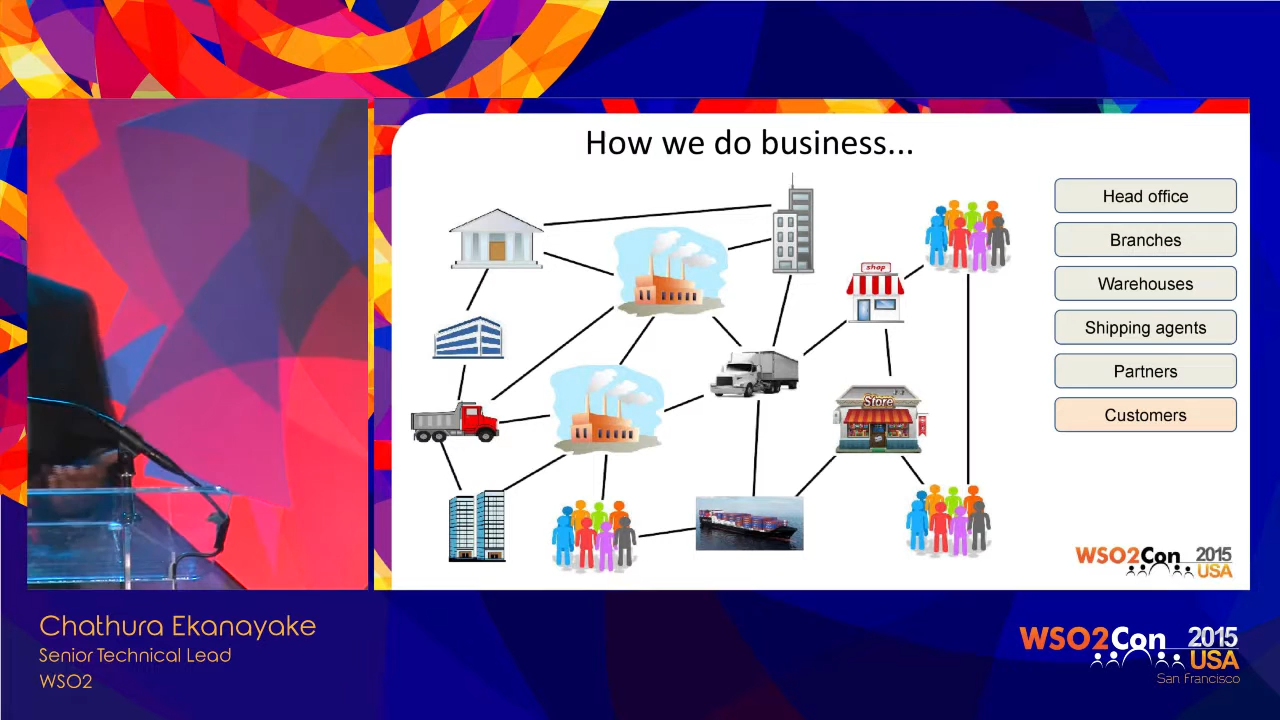 How we do business...
shop
Store
Head office
Branches
Warehouses
Shipping agents
Partners
Customers
WSO2Con 2015
USA
Chathura Ekanayake
Senior Technical Lead
WSO2
WSO2Con 2015
USA
San Francisco